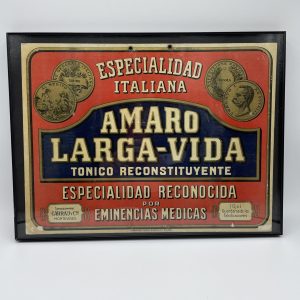 ESPECIALIDAD
ITALIANA
AMARO
LARGA-VIDA
TONICO RECONSTITUYENTE
ESPECIALIDAD RECONOCIDA
POR
EMINENCIAS MEDICAS